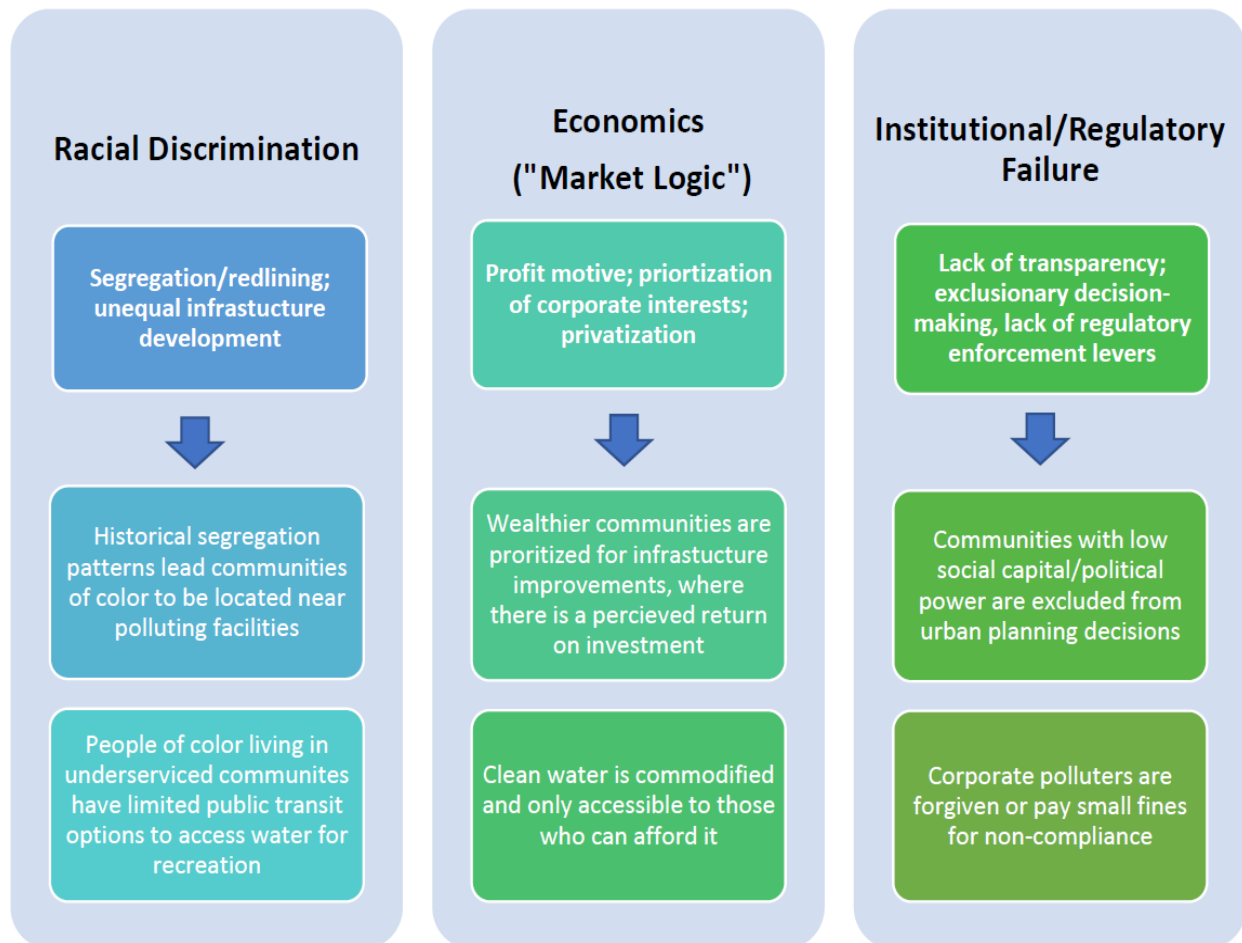 Racial Discrimination
Segregation/redlining;
unequal infrastucture
development
Historical segregation
patterns lead communities
of color to be located near
polluting facilities
People of color living in
underserviced communites
have limited public transit
options to access water for
recreation
Economics
("Market Logic")
Profit motive; priortization
of corporate interests;
privatization
Wealthier communities are
proritized for infrastucture
improvements, where
there is a percieved return
on investment
Clean water is commodified
and only accessible to those
who can afford it
Institutional/Regulatory
Failure
Lack of transparency;
exclusionary decision-
making, lack of regulatory
enforcement levers
Communities with low
social capital/political
power are excluded from
urban planning decisions
Corporate polluters are
forgiven or pay small fines
for non-compliance